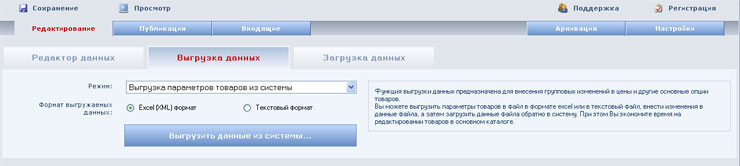 Сохранение Просмотр Поддержка Регистрация
Редактирование Публикация Входящие Архивация Настройки
Редактор данных Выгрузка данных Загрузка данных
Режим: Выгрузка параметров товаров из системы
Формат выгружаемых
данных: Excel (XML) формат Текстовый формат
Выгрузить данные из системы...
Функция выгрузки данных предназначена для внесения групповых изменений в цены и другие основные опции
товаров.
Вы можете выгрузить параметры товаров в файл в формате excel или в текстовый файл, внести изменения в
данные файла, а затем загрузить данные файла обратно в систему. При этом Вы экономите время на
редактировании товаров в основном каталоге.